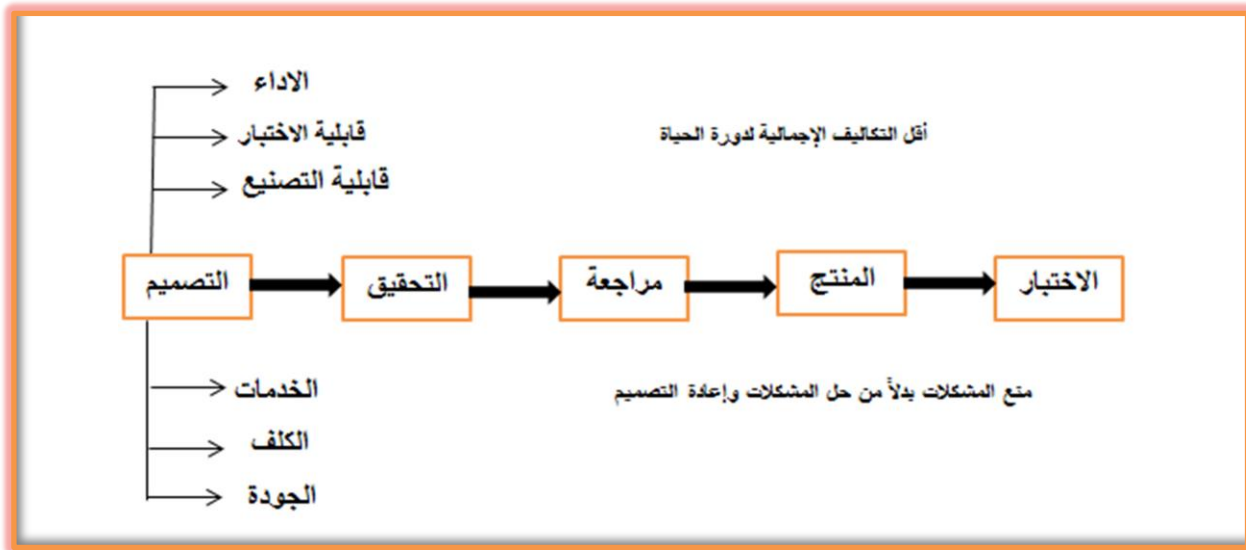 الاداء
قابلية الاختبار
أقل التكاليف الإجمالية لدورة الحياة
قابلية التصنيع
التصميم
التحقيق
مراجعة
المنتج
الاختبار
الخدمات
منع المشكلات بدلاً من حل المشكلات وإعادة التصميم
الكلف
الجودة